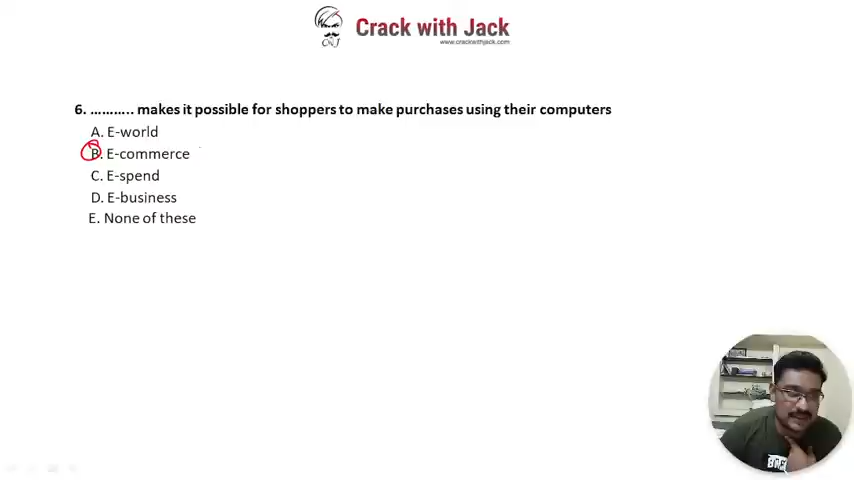 CWJ
Crack with Jack
www.crackwithjack.com
6. ……….. makes it possible for shoppers to make purchases using their computers
A. E-world
B. E-commerce
C. E-spend
D. E-business
E. None of these